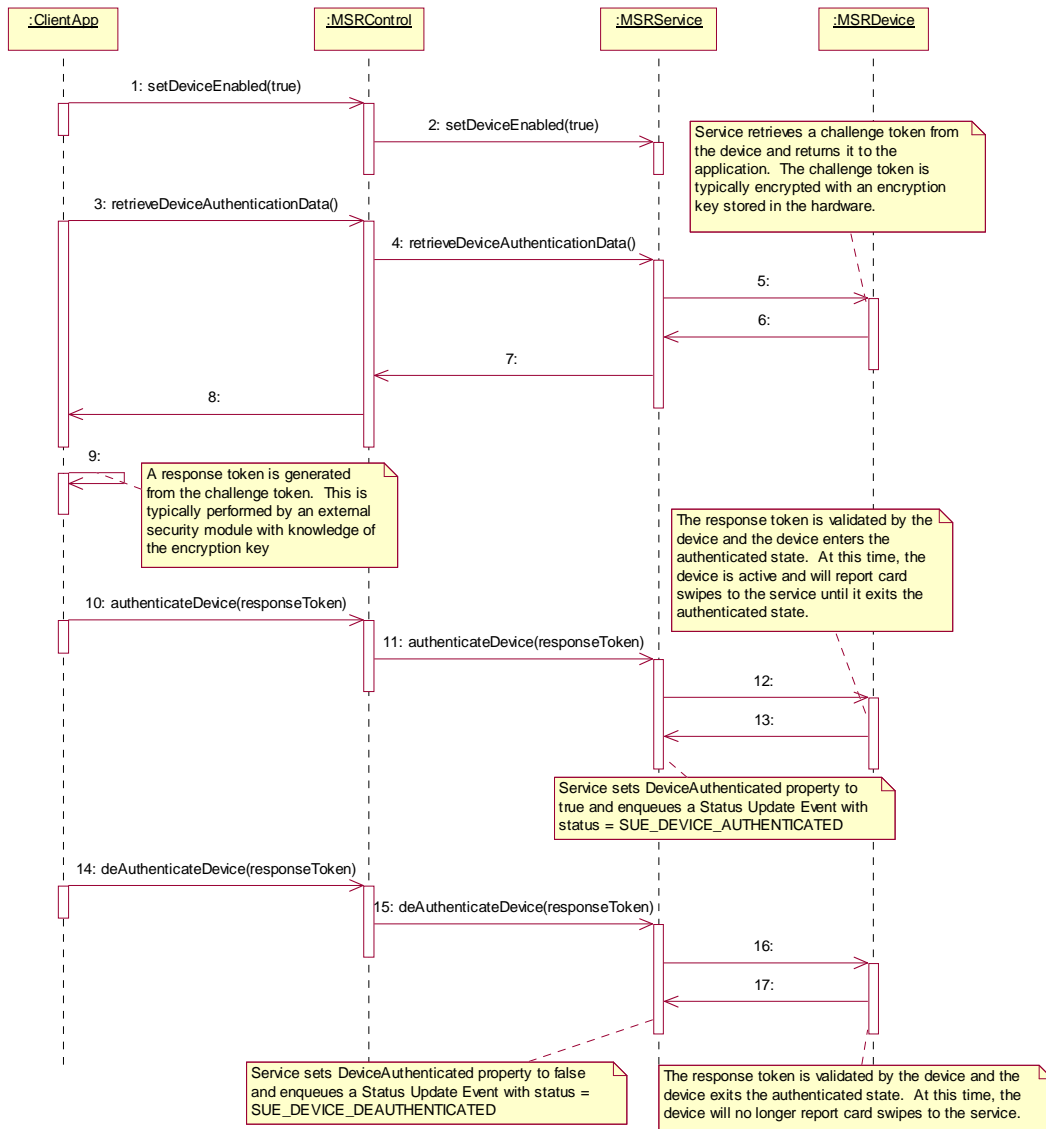 :ClientApp
:MSRControl
:MSRService
:MSRDevice
1: setDeviceEnabled(true)
2: setDeviceEnabled(true)
Service retrieves a challenge token from
the device and returns it to the
application. The challenge token is
typically encrypted with an encryption
key stored in the hardware.
3: retrieveDeviceAuthenticationData()
4: retrieveDeviceAuthenticationData()
5:
6:
7:
8:
9:
A response token is generated
from the challenge token. This is
typically performed by an external
security module with knowledge of
the encryption key
The response token is validated by the
device and the device enters the
authenticated state. At this time, the
device is active and will report card
swipes to the service until it exits the
authenticated state.
10: authenticateDevice(responseToken)
11: authenticateDevice(responseToken)
12:
13:
Service sets DeviceAuthenticated property to
true and enqueues a Status Update Event with
status = SUE_DEVICE_AUTHENTICATED
14: deAuthenticateDevice(responseToken)
15: deAuthenticateDevice(responseToken)
16:
17:
Service sets DeviceAuthenticated property to false
and enqueues a Status Update Event with status =
SUE_DEVICE_DEAUTHENTICATED
The response token is validated by the device and the
device exits the authenticated state. At this time, the
device will no longer report card swipes to the service.